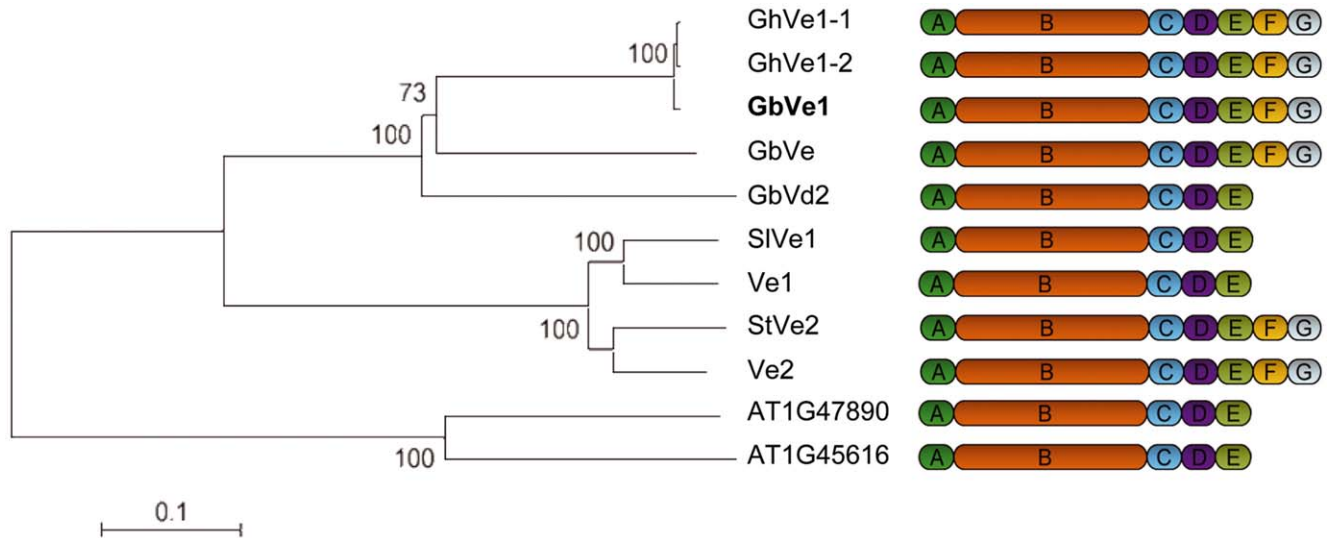 GhVe1-1 A B C D E F G
100
GhVe1-2 A B C D E F G
73
GbVe1 A B C D E F G
100
GbVe A B C D E F G
GbVd2 A B C D E
100
SlVe1 A B C D E
Ve1 A B C D E
100
StVe2 A B C D E F G
Ve2 A B C D E F G
AT1G47890 A B C D E
100
AT1G45616 A B C D E
0.1